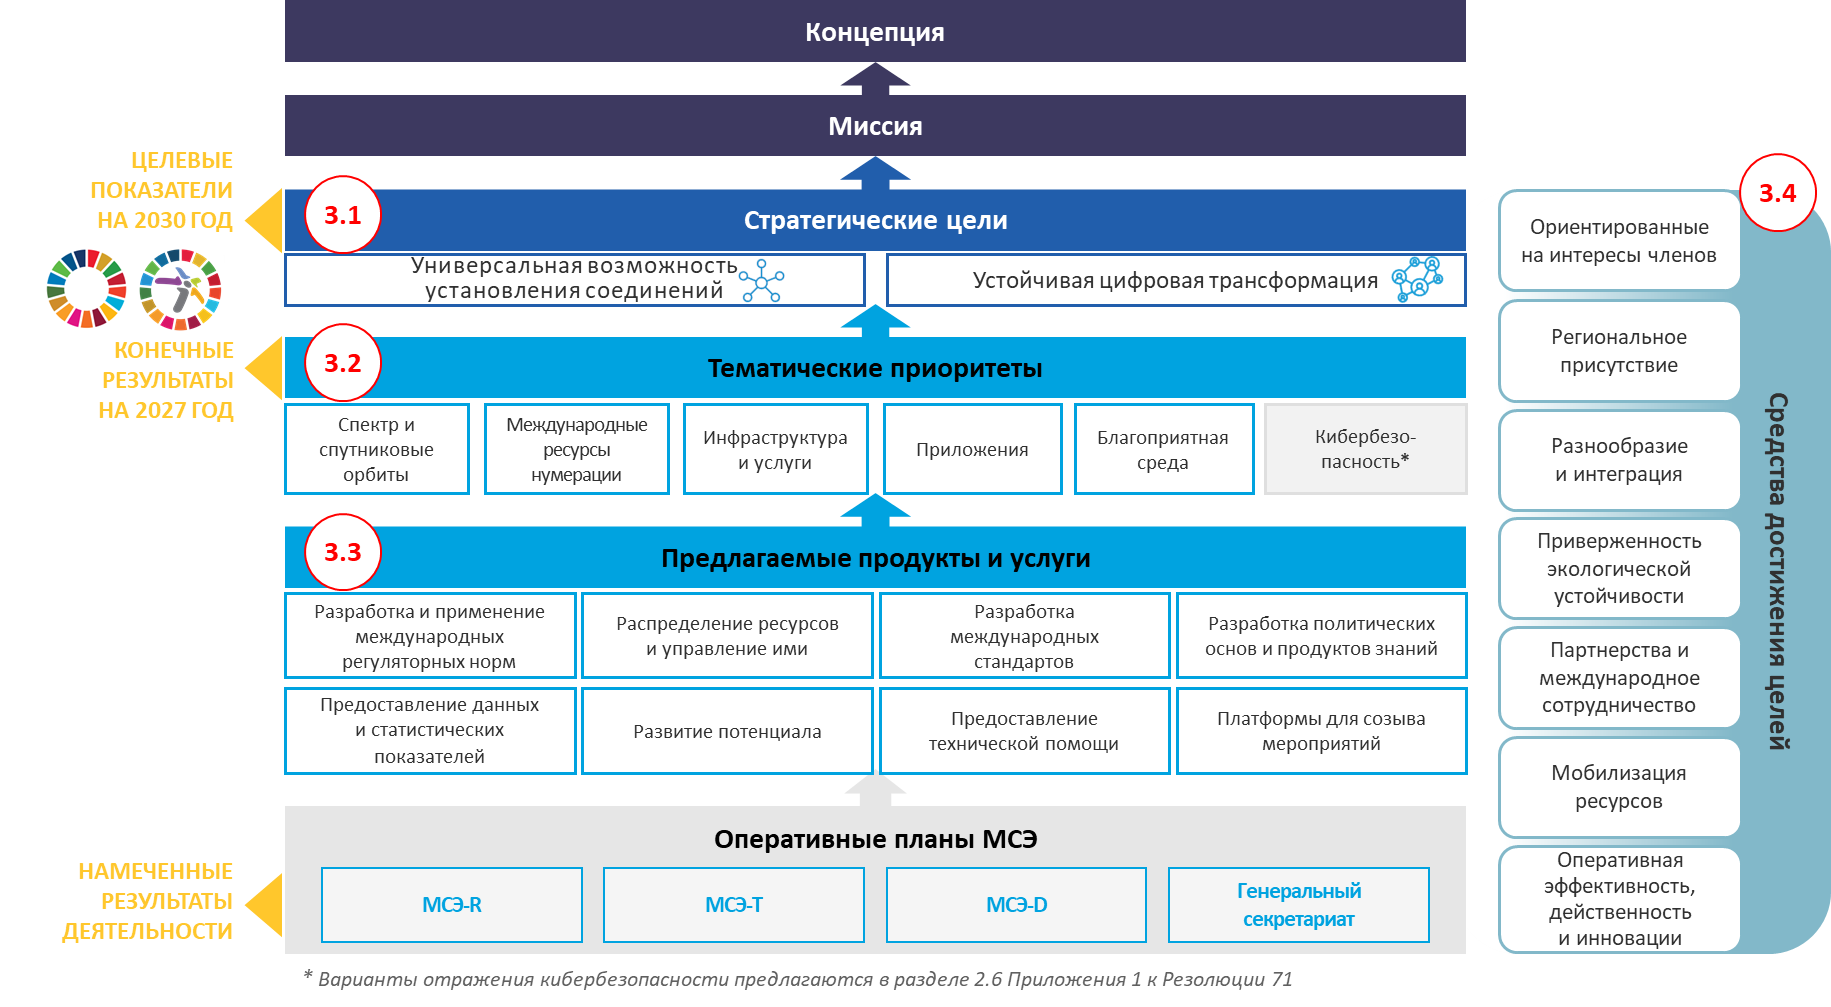 Концепция
Миссия
ЦЕЛЕВЫЕ
ПОКАЗАТЕЛИ
НА 2030 ГОД
3.1
Стратегические цели
Универсальная возможность
установления соединений
Устойчивая цифровая трансформация
КОНЕЧНЫЕ
РЕЗУЛЬТАТЫ
НА 2027 ГОД
3.2
Тематические приоритеты
Спектр и
спутниковые
орбиты
Международные
ресурсы
нумерации
Инфраструктура
и услуги
Приложения
Благоприятная
среда
Кибербезо-
пасность*
3.3
Предлагаемые продукты и услуги
Разработка и применение
международных
регуляторных норм
Распределение ресурсов
и управление ими
Разработка
международных
стандартов
Разработка политических
основ и продуктов знаний
Предоставление данных
и статистических
показателей
Развитие потенциала
Предоставление
технической помощи
Платформы для созыва
мероприятий
НАМЕЧЕННЫЕ
РЕЗУЛЬТАТЫ
ДЕЯТЕЛЬНОСТИ
Оперативные планы МСЭ
МСЭ-R
МСЭ-T
МСЭ-D
Генеральный
секретариат
* Варианты отражения кибербезопасности предлагаются в разделе 2.6 Приложения 1 к Резолюции 71
3.4
Средства достижения целей
Ориентированные
на интересы членов
Региональное
присутствие
Разнообразие
и интеграция
Приверженность
экологической
устойчивости
Партнерства и
международное
сотрудничество
Мобилизация
ресурсов
Оперативная
эффективность,
действенность
и инновации